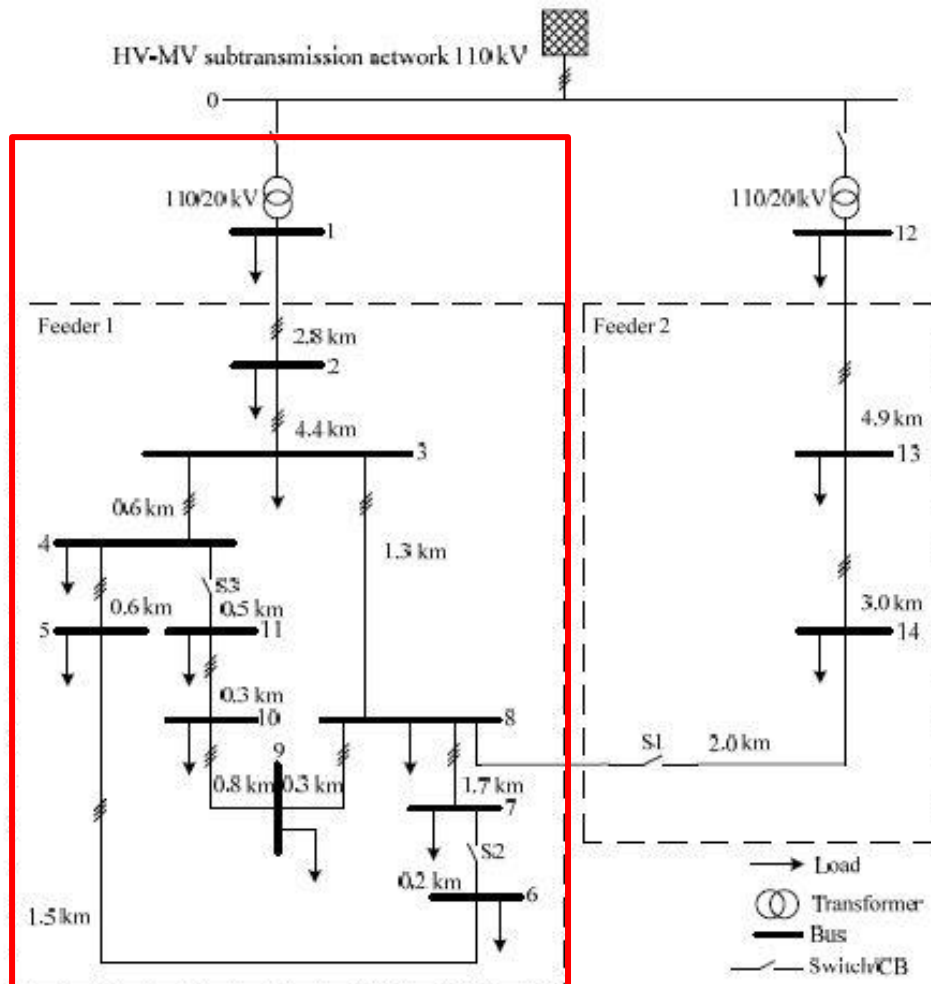 HV-MV subtransmission network 110 kV
0
110/20 kV
110/20 kV
1
12
Feeder 1
Feeder 2
2.8 km
2
4.4 km
4.9 km
3
13
0.6 km
1.3 km
4
S3
0.6 km
0.5 km
3.0 km
5
11
14
0.3 km
10
8
9
S1
2.0 km
0.8 km
0.3 km
1.7 km
7
S2
0.2 km
6
1.5 km
Load
Transformer
Bus
Switch/CB